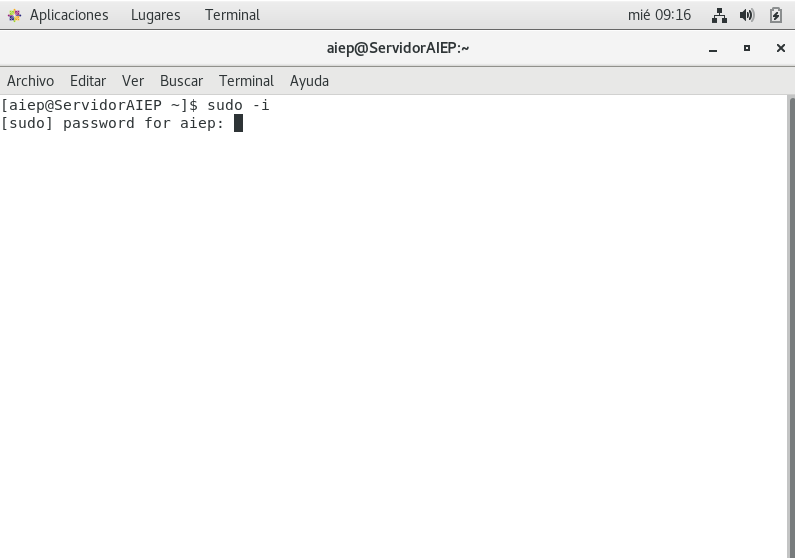 Aplicaciones Lugares Terminal mié 09:16
aiep@ServidorAIEP:~
Archivo Editar Ver Buscar Terminal Ayuda
[aiep@ServidorAIEP ~]$ sudo -i
[sudo] password for aiep: